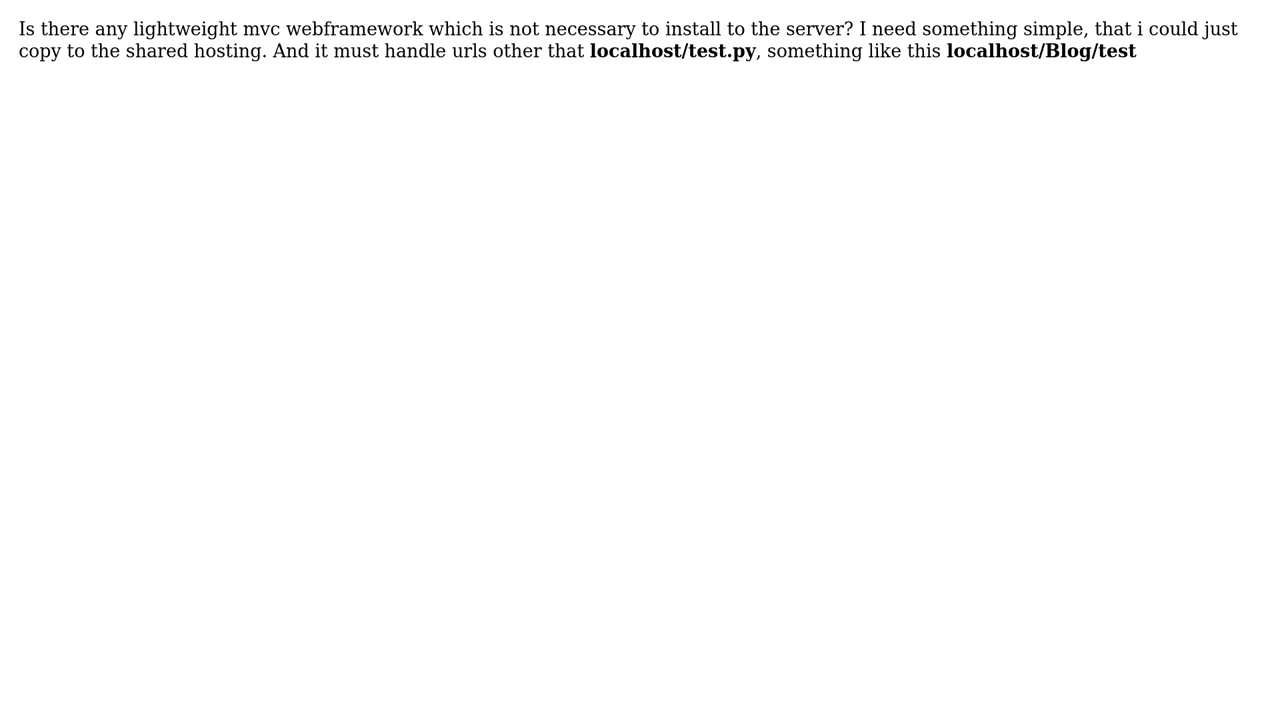 Is there any lightweight mvc webframework which is not necessary to install to the server? I need something simple, that i could just
copy to the shared hosting. And it must handle urls other that localhost/test.py, something like this localhost/Blog/test